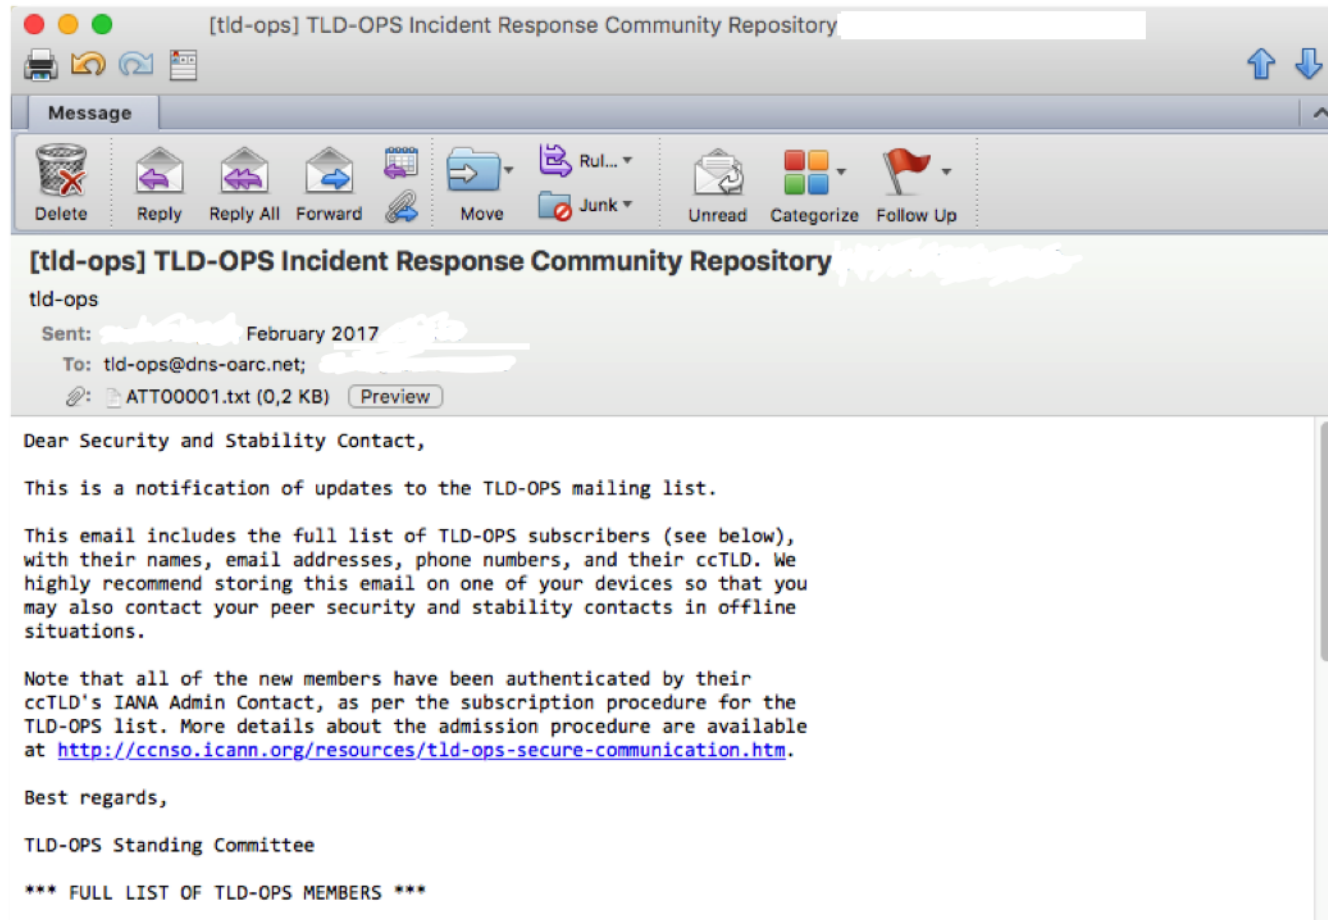 [tld-ops] TLD-OPS Incident Response Community Repository
Message
Delete
Reply
Reply All
Forward
Move
Rul...
Junk
Unread
Categorize
Follow Up
[tld-ops] TLD-OPS Incident Response Community Repository
tld-ops
Sent: February 2017
To: tld-ops@dns-oarc.net;
ATT00001.txt (0,2 KB) Preview
Dear Security and Stability Contact,
This is a notification of updates to the TLD-OPS mailing list.
This email includes the full list of TLD-OPS subscribers (see below),
with their names, email addresses, phone numbers, and their ccTLD. We
highly recommend storing this email on one of your devices so that you
may also contact your peer security and stability contacts in offline
situations.
Note that all of the new members have been authenticated by their
ccTLD's IANA Admin Contact, as per the subscription procedure for the
TLD-OPS list. More details about the admission procedure are available
at http://ccnso.icann.org/resources/tld-ops-secure-communication.htm.
Best regards,
TLD-OPS Standing Committee
*** FULL LIST OF TLD-OPS MEMBERS ***